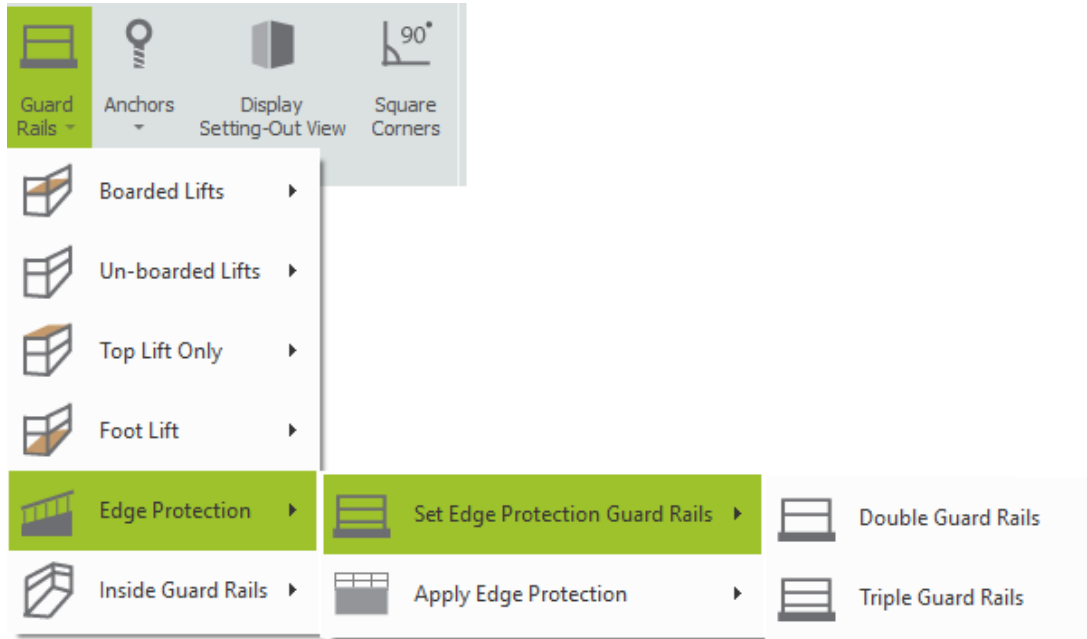 90°
Guard
Rails
Anchors
Display
Setting-Out View
Square
Corners
Boarded Lifts
Un-boarded Lifts
Top Lift Only
Foot Lift
Edge Protection
Set Edge Protection Guard Rails
Double Guard Rails
Inside Guard Rails
Apply Edge Protection
Triple Guard Rails